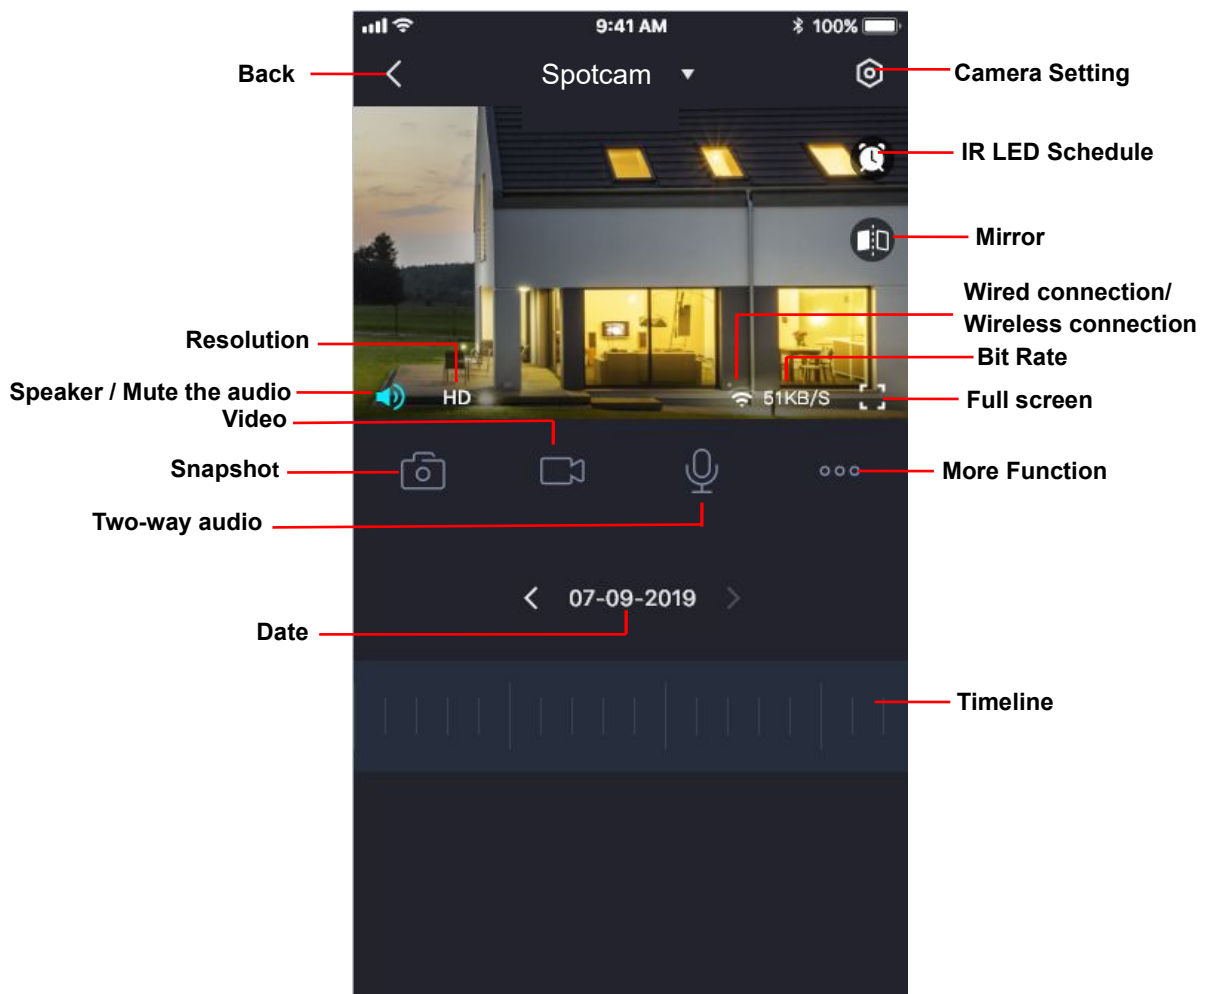 9:41 AM
100%
Back
Spotcam
Camera Setting
IR LED Schedule
Mirror
Wired connection/
Wireless connection
Resolution
Bit Rate
Speaker / Mute the audio
HD
51KB/S
Full screen
Video
Snapshot
More Function
Two-way audio
07-09-2019
Date
Timeline